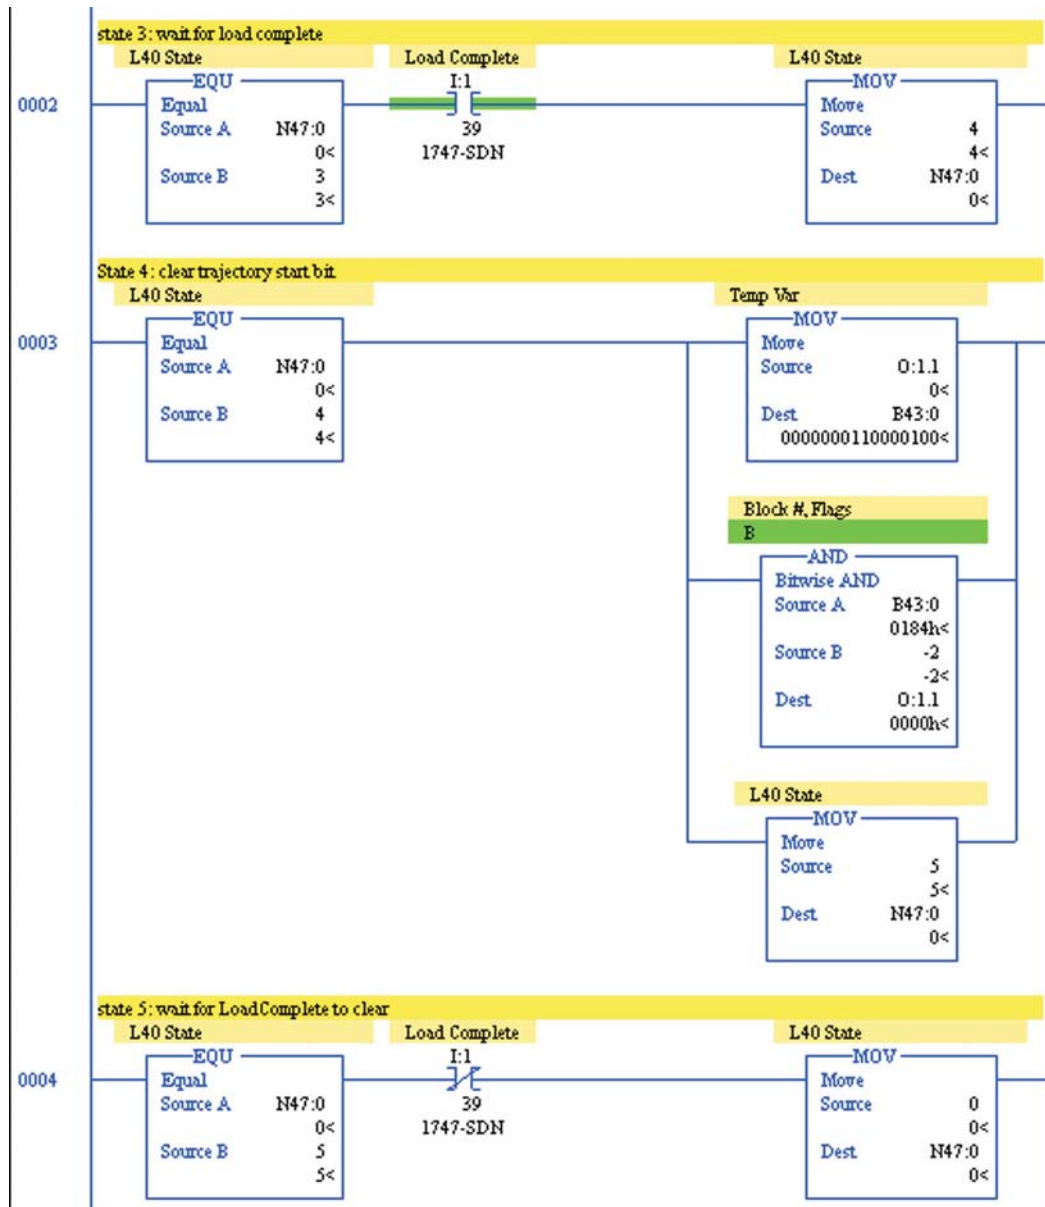 state 3: wait for load complete
L40 State
Load Complete
L40 State
0002
EQU
Equal
Source A N47:0
0<
Source B 3
3<
I:1
39
1747-SDN
MOV
Move
Source 4
4<
Dest N47:0
0<
State 4: clear trajectory start bit
L40 State
Temp Var
0003
EQU
Equal
Source A N47:0
0<
Source B 4
4<
MOV
Move
Source O:1.1
0<
Dest B43:0
0000000110000100<
Block #, Flags
B
AND
Bitwise AND
Source A B43:0
0184h<
Source B -2
-2<
Dest O:1.1
0000h<
L40 State
MOV
Move
Source 5
5<
Dest N47:0
0<
state 5: wait for LoadComplete to clear
L40 State
Load Complete
L40 State
0004
EQU
Equal
Source A N47:0
0<
Source B 5
5<
I:1
39
1747-SDN
MOV
Move
Source 0
0<
Dest N47:0
0<